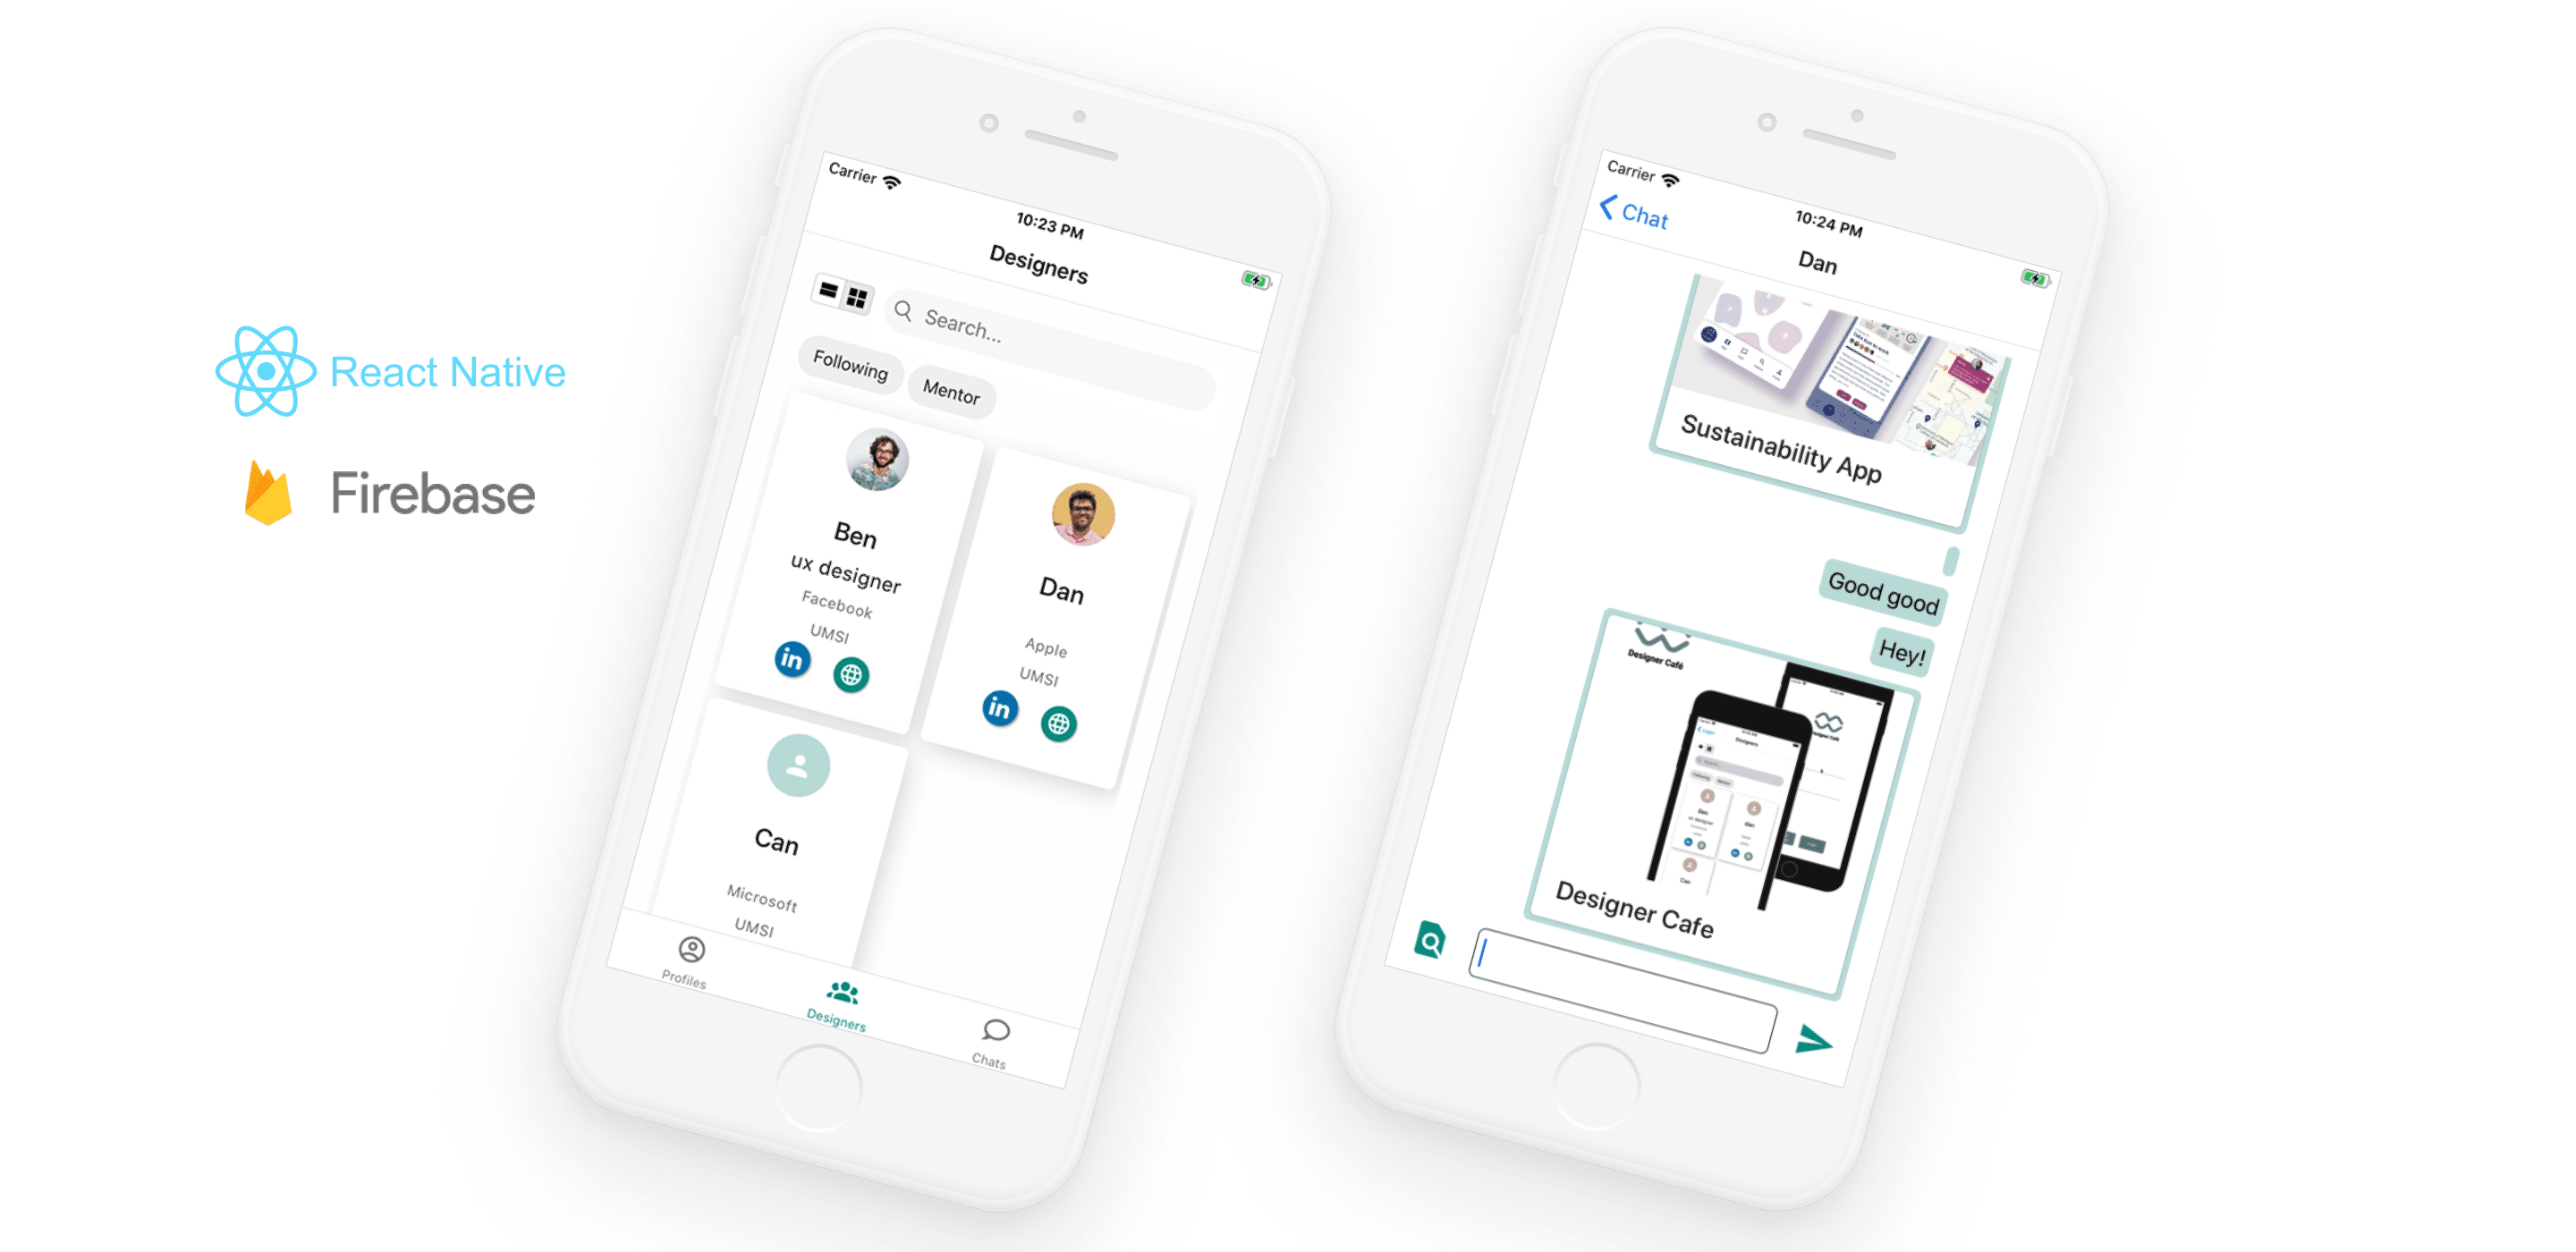 React Native
Firebase
Carrier
10:23 PM
Designers
Search...
Following
Mentor
Ben
ux designer
Facebook
UMSI
in
Dan
Apple
UMSI
in
Can
Microsoft
UMSI
Profiles
Designers
Chats
Carrier
10:24 PM
Chat
Dan
Sustainability App
Good good
Hey!
Designer Café
Designers
Designer Cafe